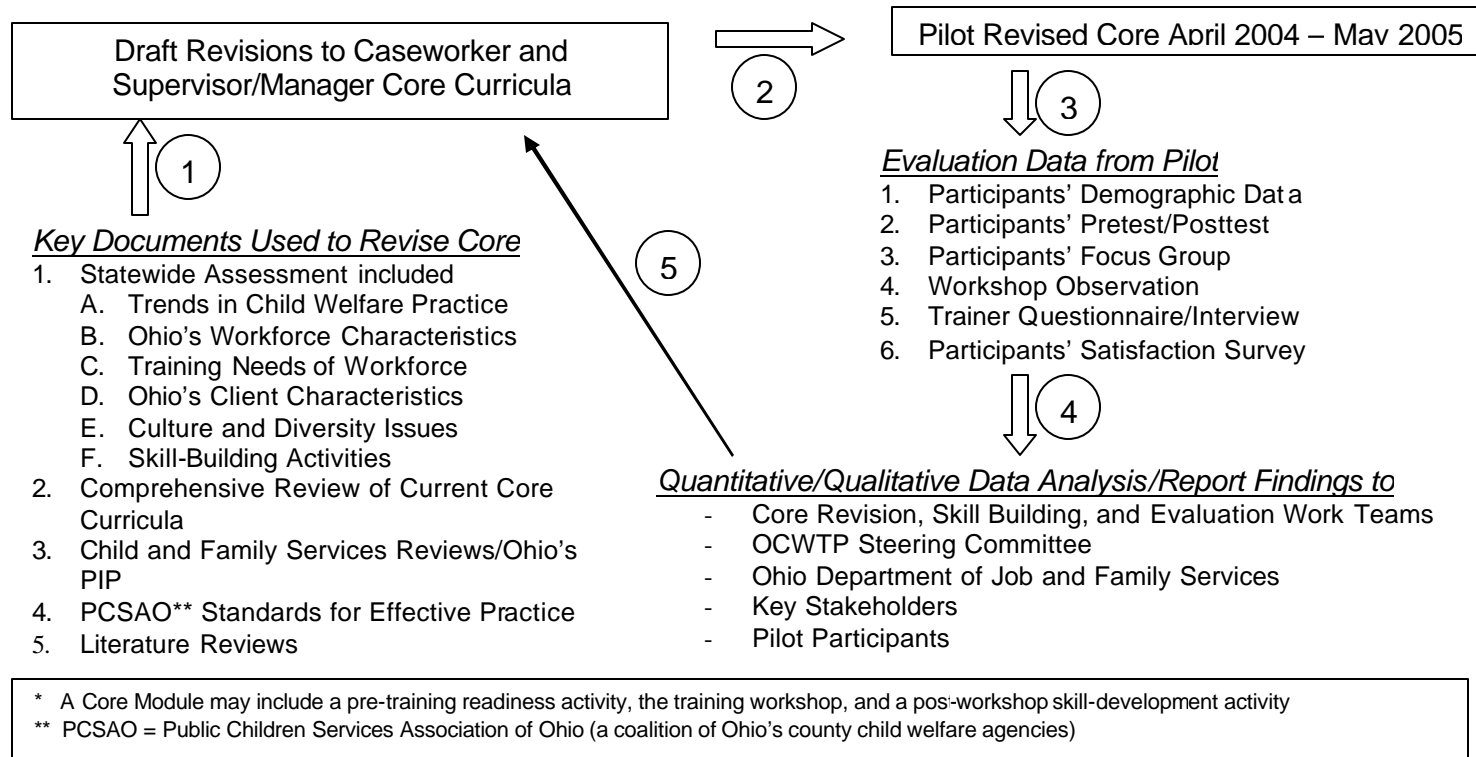 Draft Revisions to Caseworker and
Supervisor/Manager Core Curricula
2
Pilot Revised Core April 2004 – May 2005
1
3
Key Documents Used to Revise Core
1. Statewide Assessment included
A. Trends in Child Welfare Practice
B. Ohio's Workforce Characteristics
C. Training Needs of Workforce
D. Ohio's Client Characteristics
E. Culture and Diversity Issues
F. Skill-Building Activities
2. Comprehensive Review of Current Core
Curricula
3. Child and Family Services Reviews/Ohio's
PIP
4. PCSAO** Standards for Effective Practice
5. Literature Reviews
5
Evaluation Data from Pilot
1. Participants' Demographic Data
2. Participants' Pretest/Posttest
3. Participants' Focus Group
4. Workshop Observation
5. Trainer Questionnaire/Interview
6. Participants' Satisfaction Survey
4
Quantitative/Qualitative Data Analysis/Report Findings to
- Core Revision, Skill Building, and Evaluation Work Teams
- OCWTP Steering Committee
- Ohio Department of Job and Family Services
- Key Stakeholders
- Pilot Participants
* A Core Module may include a pre-training readiness activity, the training workshop, and a post-workshop skill-development activity
** PCSAO = Public Children Services Association of Ohio (a coalition of Ohio's county child welfare agencies)